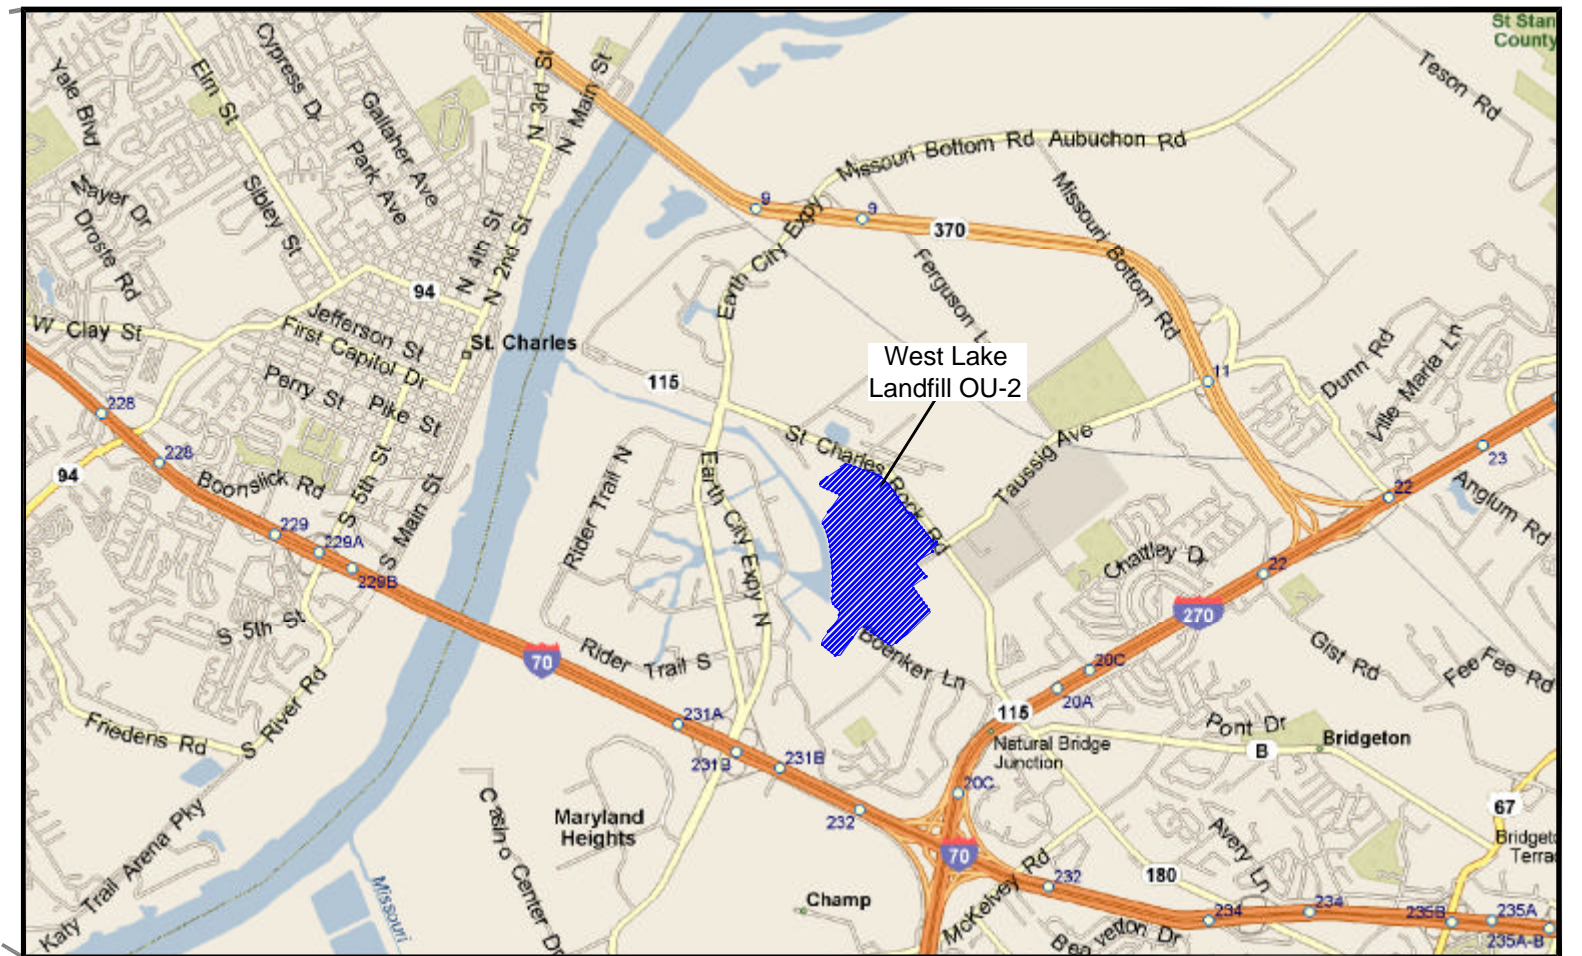 St Stan
County
Teson Rd
Yale Blvd
Elm St
Cypress Dr
Gallaher Ave
Park Ave
N 3rd St
N Main St
Mayer Dr
Droste Rd
Sibley St
N 4th St
N 2nd St
94
W Clay St
Jefferson St
First Capitol Dr
St. Charles
Perry St
Pike St
228
228
94
Boonslick Rd
S 5th St
S Main St
229
229A
229B
S 5th St
S River Rd
Friedens Rd
Katy Trail Arena Pky
Missouri
Missouri Bottom Rd
Aubuchon Rd
9
9
370
Earth City Expy
Missouri Bottom Rd
Ferguson L
West Lake
Landfill OU-2
115
St Charles Rock Rd
Taussig Ave
11
Dunn Rd
Ville Maria Ln
23
22
Anglum Rd
Rider Trail N
Earth City Expy N
Chattley Dr
22
270
Gist Rd
Fee Fee Rd
70
Rider Trail S
Boenker Ln
20C
20A
115
Natural Bridge
Junction
Pont Dr
B
Bridgeton
231A
231B
231B
232
20C
67
Bridget
Terra
Casino Center Dr
Maryland
Heights
70
Champ
McKelvey Rd
232
180
Avery Ln
Beaverton Dr
234
234
235B
235A
235A-B